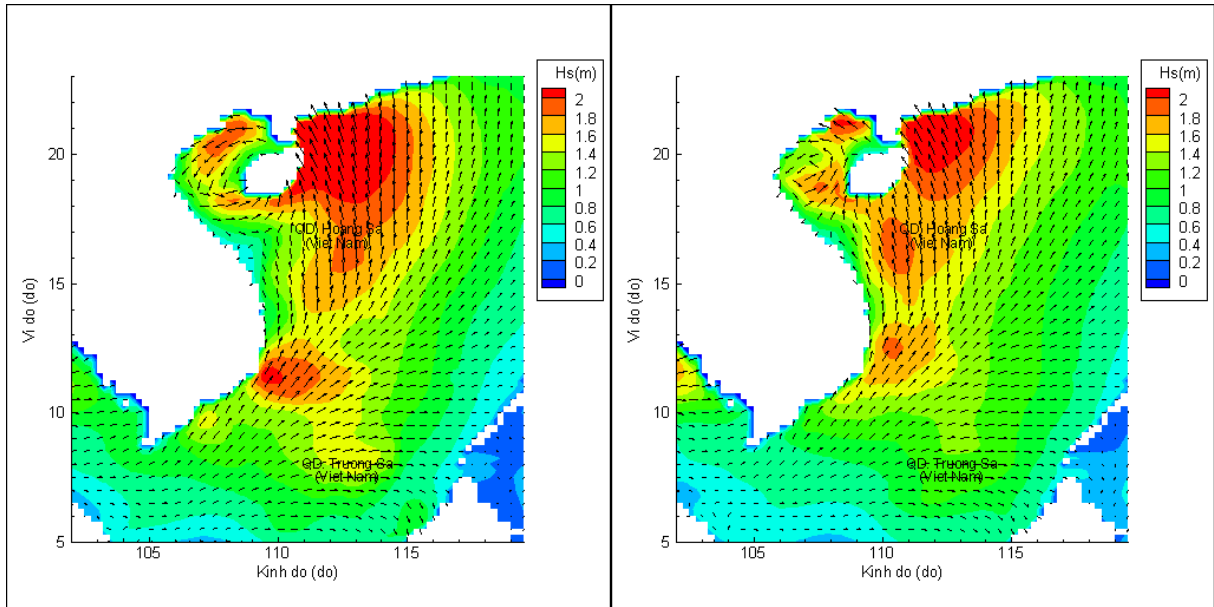 Hs(m)
2
1.8
1.6
1.4
1.2
1
0.8
0.6
0.4
0.2
0
20
15
10
5
Vi do (do)
QD. Hoang Sa
(Viet Nam)
QD. Truong Sa
(Viet Nam)
105
110
115
Kinh do (do)
Hs(m)
2
1.8
1.6
1.4
1.2
1
0.8
0.6
0.4
0.2
0
20
15
10
5
Vi do (do)
QD. Hoang Sa
(Viet Nam)
QD. Truong Sa
(Viet Nam)
105
110
115
Kinh do (do)